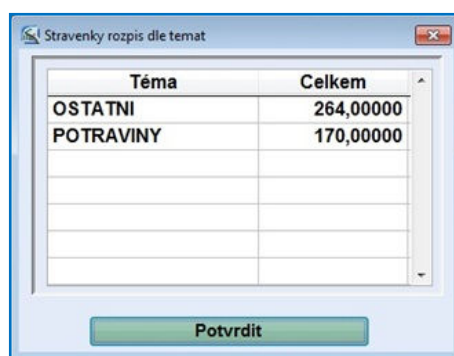 Stravenky rozpis dle temat
Téma Celkem
OSTATNI 264,00000
POTRAVINY 170,00000
Potvrdit